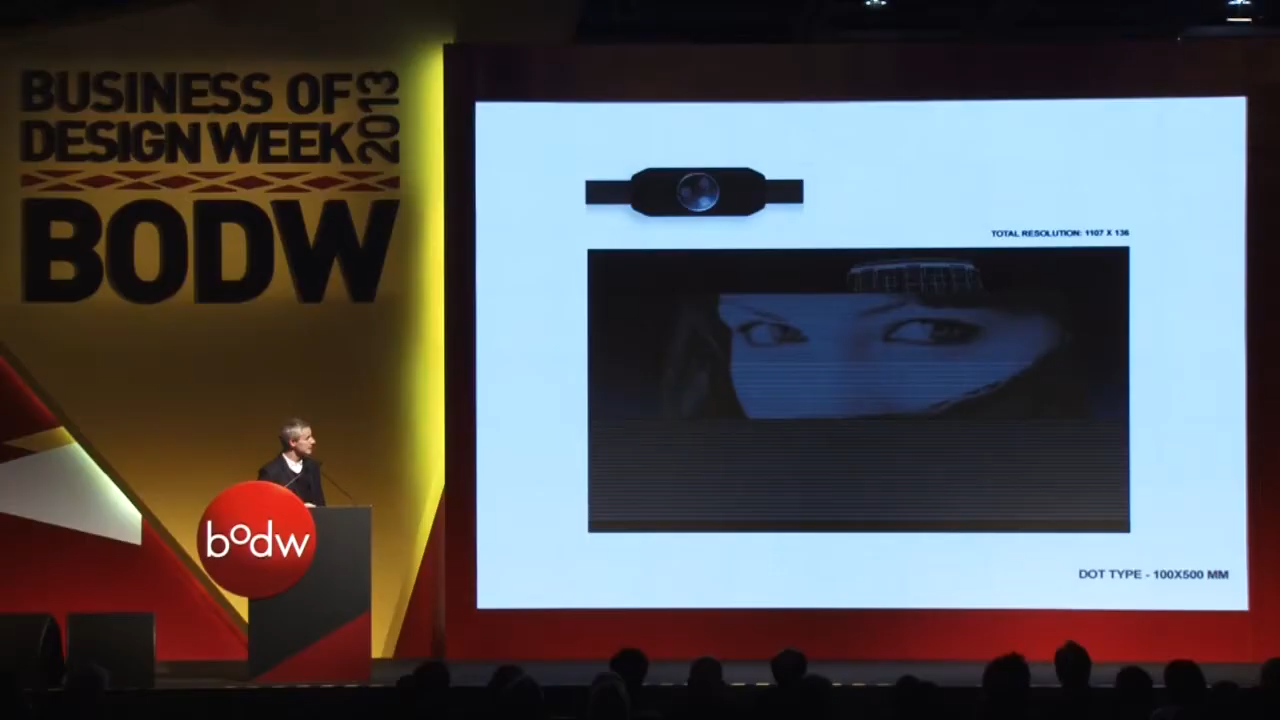 BUSINESS OF
DESIGN WEEK
2013
BODW
bodw
TOTAL RESOLUTION: 1107 X 136
DOT TYPE - 100X500 MM